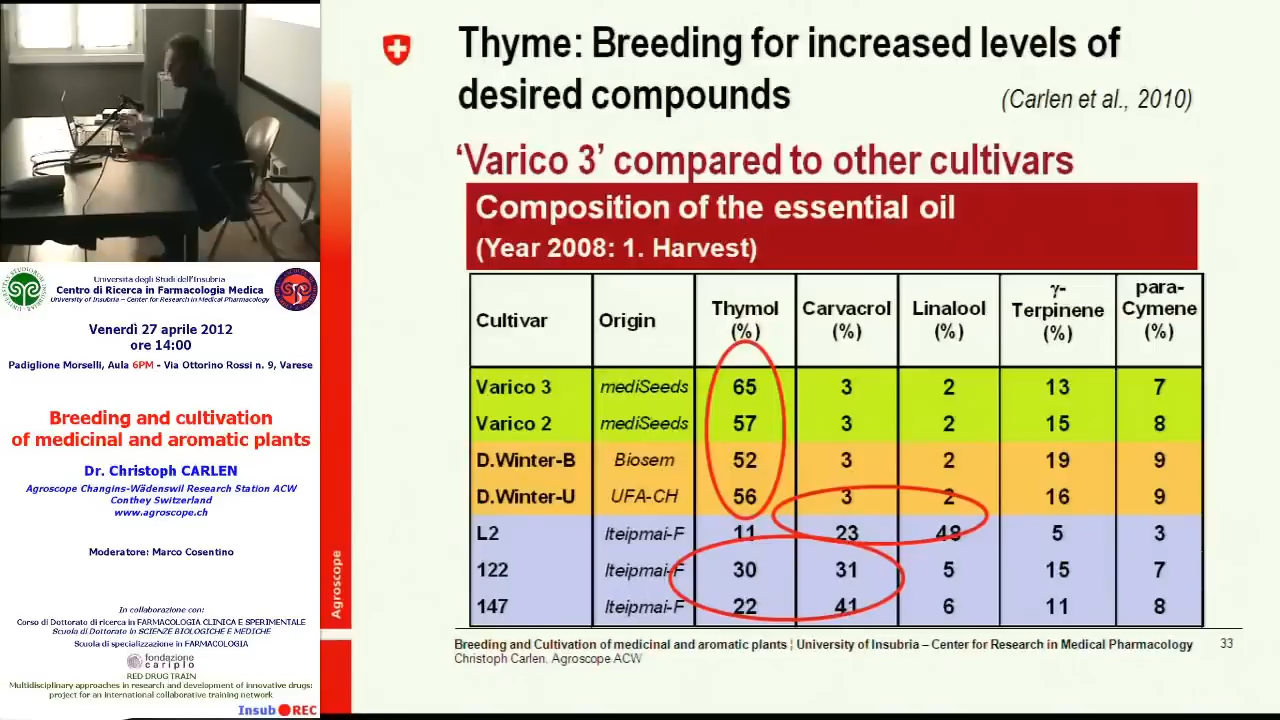 Università degli Studi dell'Insubria
Centro di Ricerca in Farmacologia Medica
University of Insubria – Center for Research in Medical Pharmacology
Venerdì 27 aprile 2012
ore 14:00
Padiglione Morselli, Aula 6PM - Via Ottorino Rossi n. 9, Varese
Breeding and cultivation
of medicinal and aromatic plants
Dr. Christoph CARLEN
Agroscope Changins-Wädenswil Research Station ACW
Conthey Switzerland
www.agroscope.ch
Moderatore: Marco Cosentino
In collaborazione con:
Corso di Dottorato di ricerca in FARMACOLOGIA CLINICA E SPERIMENTALE
Scuola di Dottorato in SCIENZE BIOLOGICHE E MEDICHE
Scuola di specializzazione in FARMACOLOGIA
fondazione
cariplo
RED DRUG TRAIN
Multidisciplinary approaches in research and development of innovative drugs:
project for an international collaborative training network
Insub REC
Agroscope
Thyme: Breeding for increased levels of
desired compounds (Carlen et al., 2010)
‘Varico 3’ compared to other cultivars
Composition of the essential oil
(Year 2008: 1. Harvest)
Cultivar Origin Thymol (%) Carvacrol (%) Linalool (%) γ-Terpinene (%) para-Cymene (%)
Varico 3 mediSeeds 65 3 2 13 7
Varico 2 mediSeeds 57 3 2 15 8
D.Winter-B Biosem 52 3 2 19 9
D.Winter-U UFA-CH 56 3 2 16 9
L2 Iteipmai-F 11 23 48 5 3
122 Iteipmai-F 30 31 5 15 7
147 Iteipmai-F 22 41 6 11 8
Breeding and Cultivation of medicinal and aromatic plants | University of Insubria – Center for Research in Medical Pharmacology 33
Christoph Carlen, Agroscope ACW